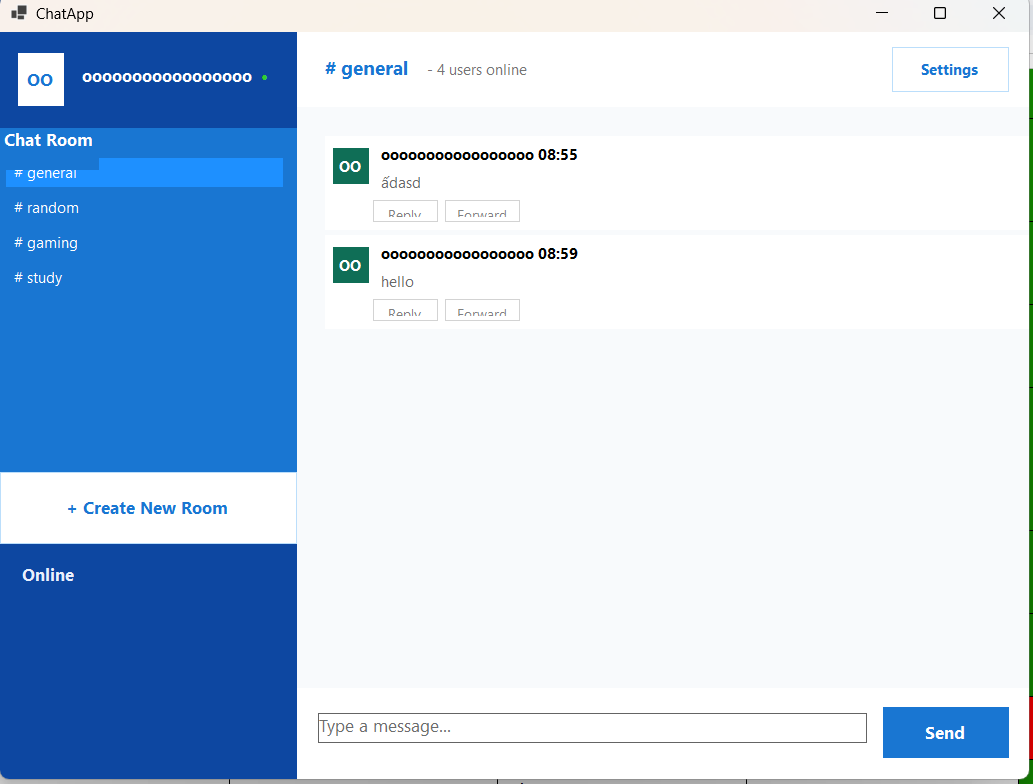 ChatApp
OO
ooooooooooooooooo
Chat Room
# general
# random
# gaming
# study
+ Create New Room
Online
# general - 4 users online
Settings
OO
ooooooooooooooooo 08:55
ấdasd
Reply Forward
OO
ooooooooooooooooo 08:59
hello
Reply Forward
Type a message...
Send